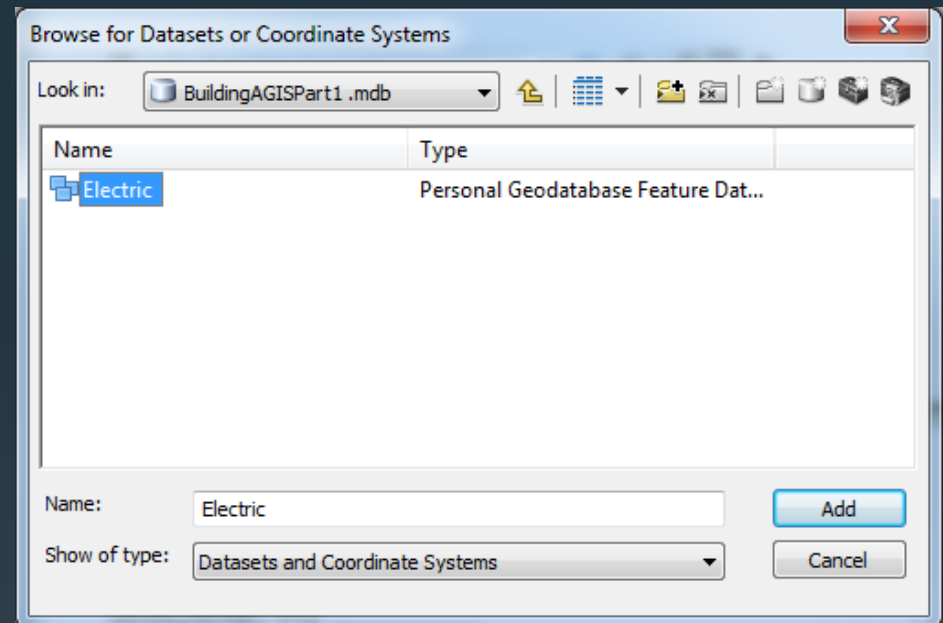 Browse for Datasets or Coordinate Systems
Look in: BuildingAGISPart1 .mdb
Name Type
Electric Personal Geodatabase Feature Dat...
Name: Electric Add
Show of type: Datasets and Coordinate Systems Cancel